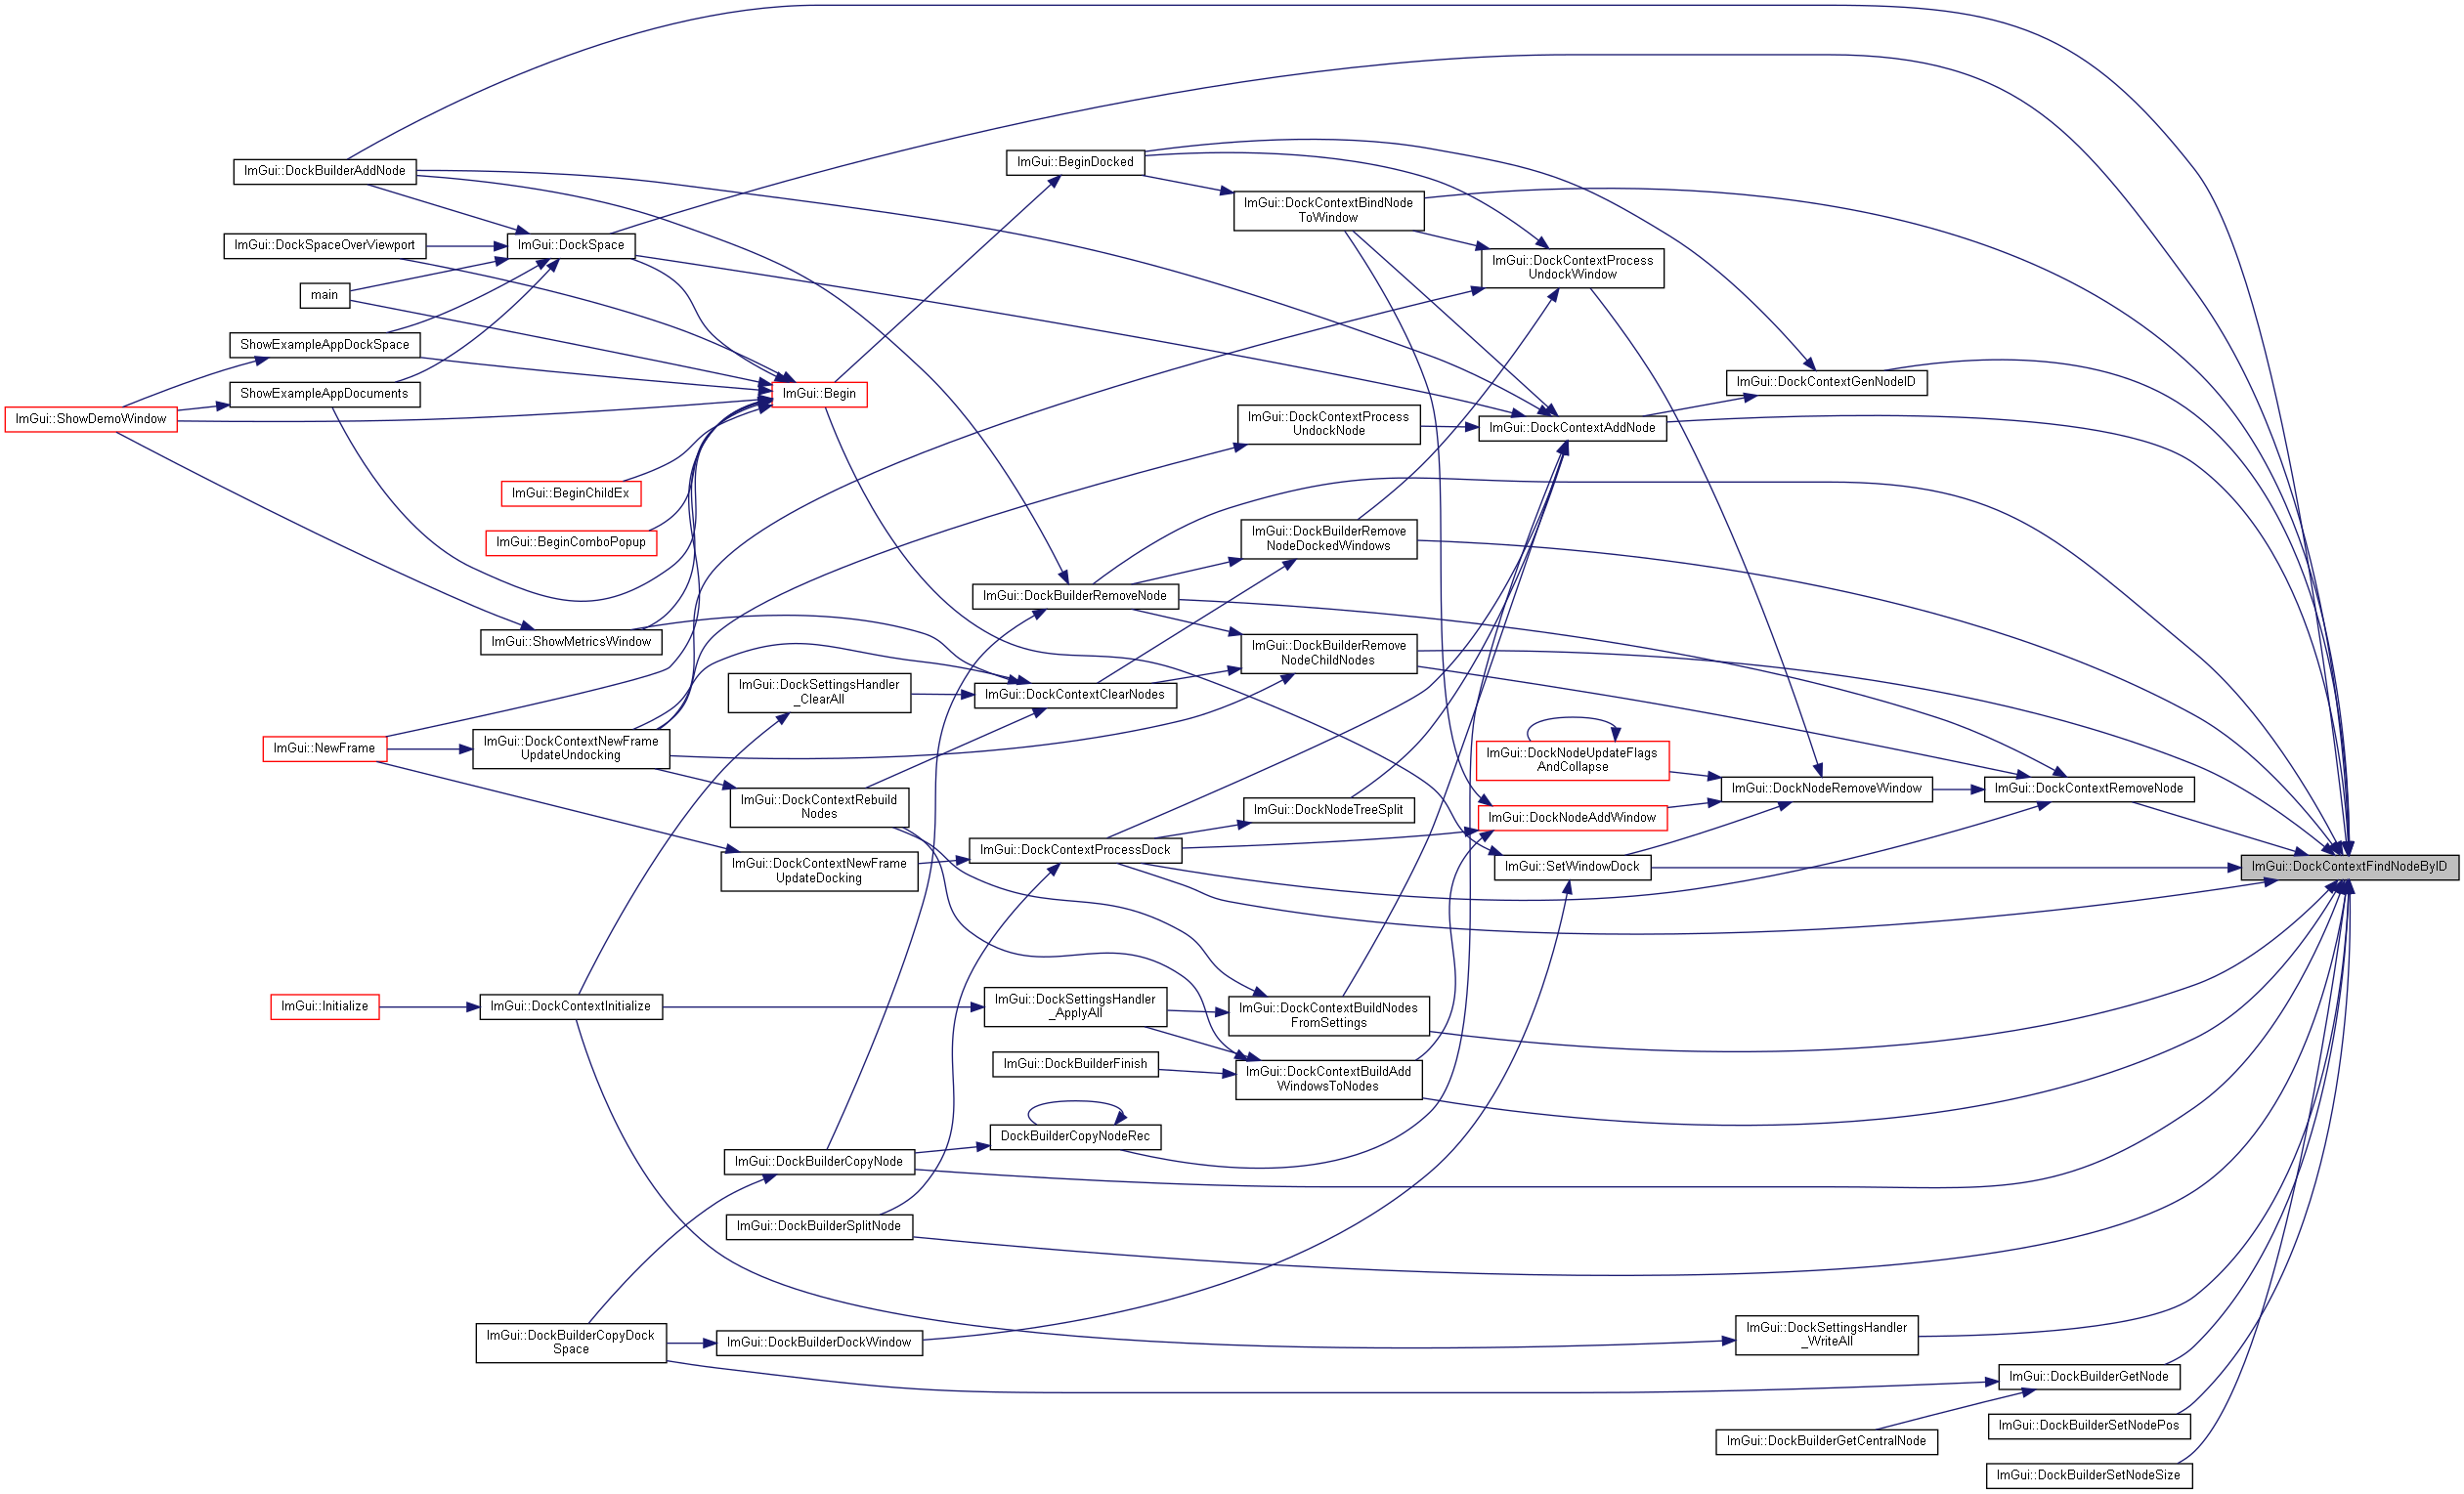 ImGui::DockBuilderAddNode
ImGui::BeginDocked
ImGui::DockContextBindNode
ToWindow
ImGui::DockSpaceOverViewport
ImGui::DockSpace
ImGui::DockContextProcess
UndockWindow
main
ShowExampleAppDockSpace
ShowExampleAppDocuments
ImGui::Begin
ImGui::DockContextGenNodeID
ImGui::ShowDemoWindow
ImGui::DockContextProcess
UndockNode
ImGui::DockContextAddNode
ImGui::BeginChildEx
ImGui::BeginComboPopup
ImGui::DockBuilderRemove
NodeDockedWindows
ImGui::DockBuilderRemoveNode
ImGui::ShowMetricsWindow
ImGui::DockBuilderRemove
NodeChildNodes
ImGui::DockSettingsHandler
_ClearAll
ImGui::DockContextClearNodes
ImGui::NewFrame
ImGui::DockContextNewFrame
UpdateUndocking
ImGui::DockNodeUpdateFlags
AndCollapse
ImGui::DockContextRebuild
Nodes
ImGui::DockNodeTreeSplit
ImGui::DockNodeAddWindow
ImGui::DockNodeRemoveWindow
ImGui::DockContextRemoveNode
ImGui::DockContextNewFrame
UpdateDocking
ImGui::DockContextProcessDock
ImGui::SetWindowDock
ImGui::DockContextFindNodeByID
ImGui::Initialize
ImGui::DockContextInitialize
ImGui::DockSettingsHandler
_ApplyAll
ImGui::DockContextBuildNodes
FromSettings
ImGui::DockBuilderFinish
ImGui::DockContextBuildAdd
WindowsToNodes
DockBuilderCopyNodeRec
ImGui::DockBuilderCopyNode
ImGui::DockBuilderSplitNode
ImGui::DockBuilderCopyDock
Space
ImGui::DockBuilderDockWindow
ImGui::DockSettingsHandler
_WriteAll
ImGui::DockBuilderGetNode
ImGui::DockBuilderSetNodePos
ImGui::DockBuilderGetCentralNode
ImGui::DockBuilderSetNodeSize